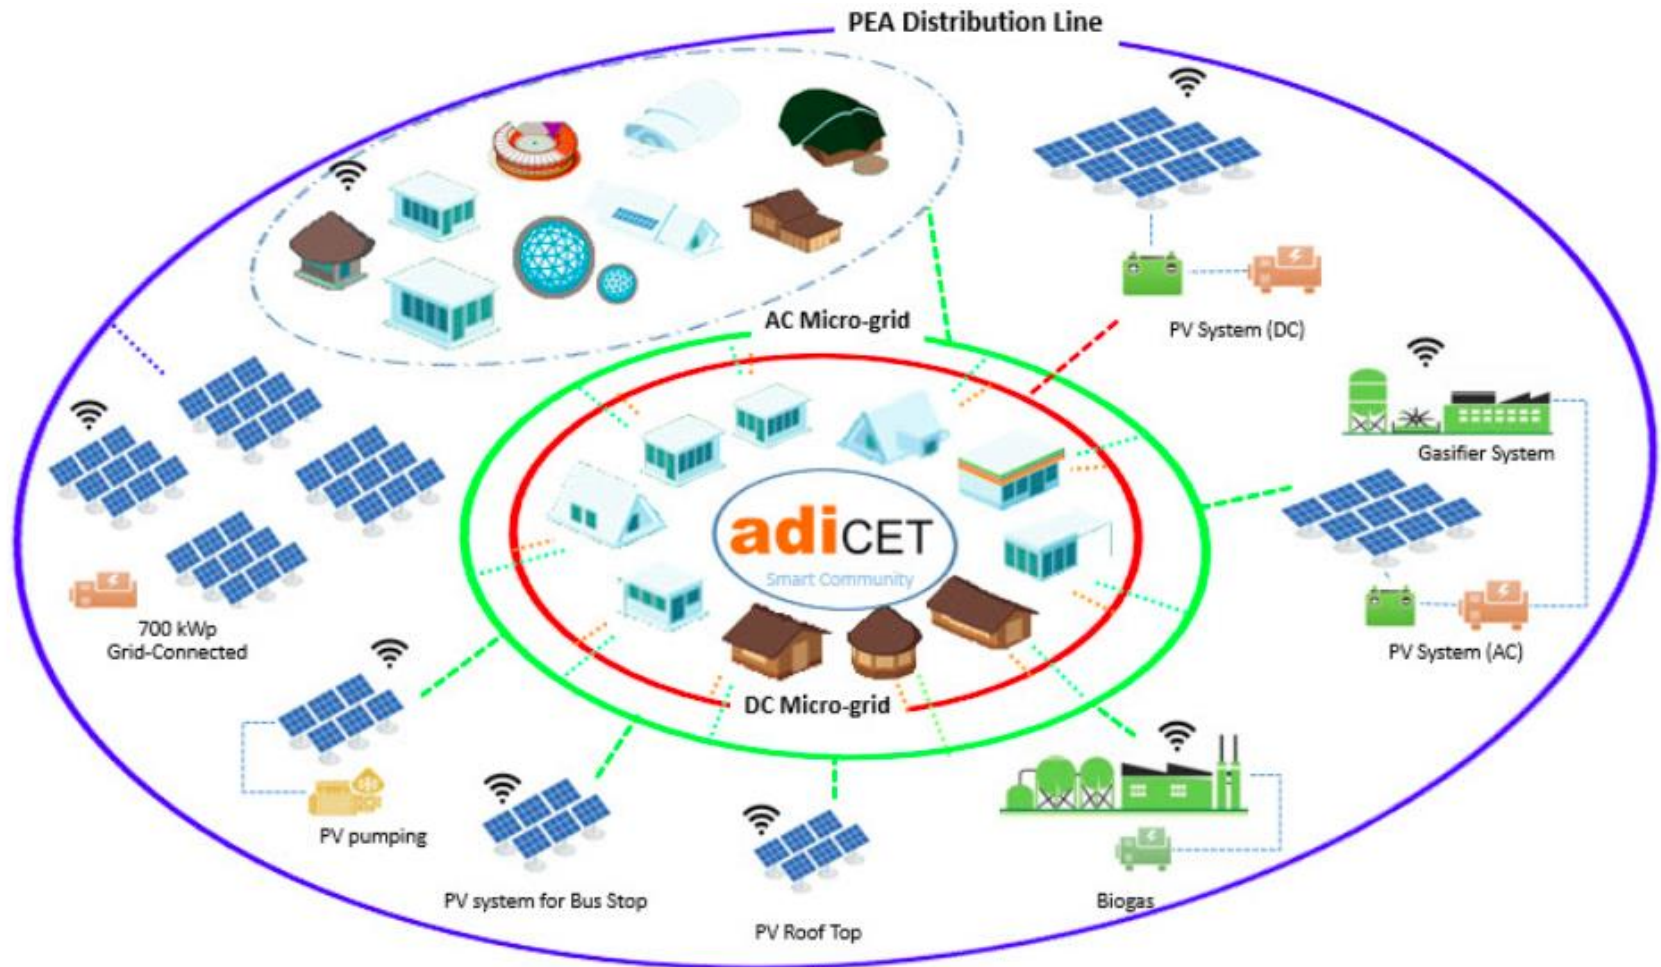 PEA Distribution Line
AC Micro-grid
PV System (DC)
Gasifier System
adiCET
Smart Community
700 kWp
Grid-Connected
PV System (AC)
DC Micro-grid
PV pumping
PV system for Bus Stop
Biogas
PV Roof Top